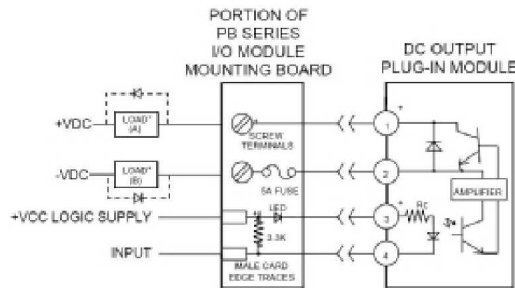 PORTION OF
PB SERIES
I/O MODULE
MOUNTING BOARD
DC OUTPUT
PLUG-IN MODULE
+VDC
LOAD*
(A)
SCREW
TERMINALS
+
1
-VDC
LOAD*
(B)
5A FUSE
2
AMPLIFIER
+VCC LOGIC SUPPLY
LED
+
3
Rc
3.3K
INPUT
4
MALE CARD
EDGE TRACES